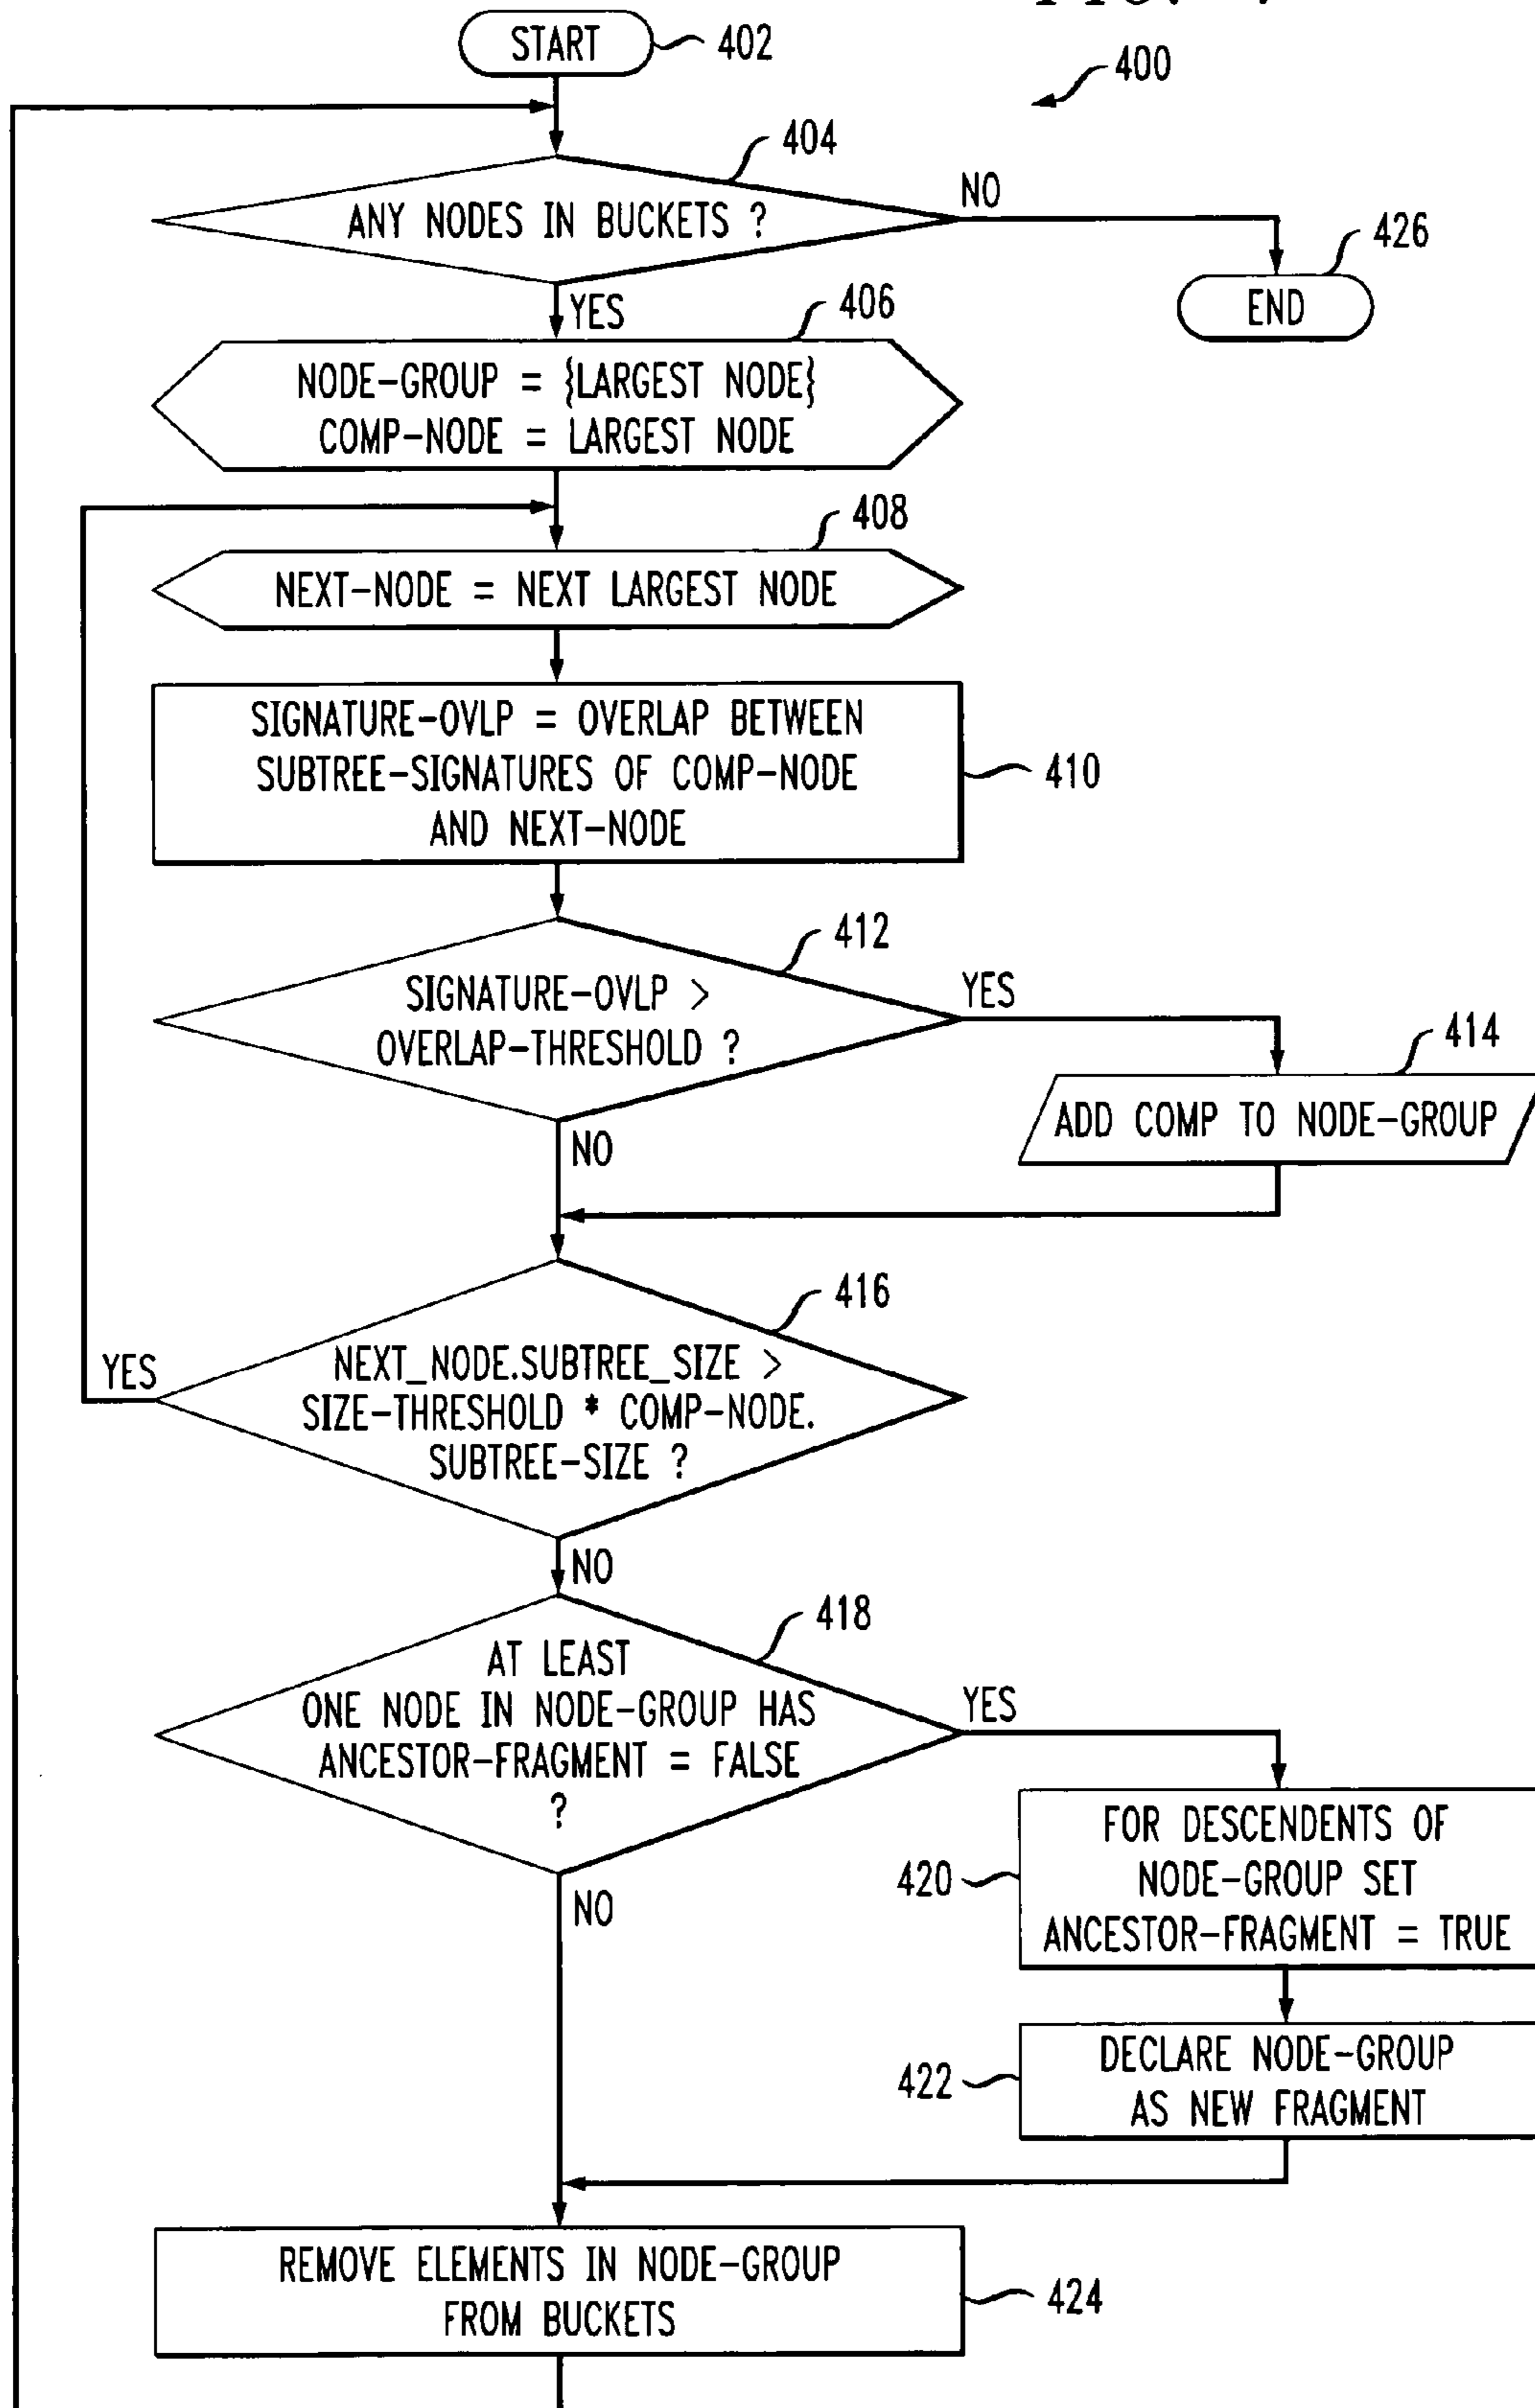 START
402
400
404
ANY NODES IN BUCKETS ?
NO
426
END
YES
406
NODE-GROUP = {LARGEST NODE}
COMP-NODE = LARGEST NODE
408
NEXT-NODE = NEXT LARGEST NODE
SIGNATURE-OVLP = OVERLAP BETWEEN
SUBTREE-SIGNATURES OF COMP-NODE
AND NEXT-NODE
410
412
SIGNATURE-OVLP >
OVERLAP-THRESHOLD ?
YES
414
ADD COMP TO NODE-GROUP
NO
416
NEXT_NODE.SUBTREE_SIZE >
SIZE-THRESHOLD * COMP-NODE.
SUBTREE-SIZE ?
YES
NO
418
AT LEAST
ONE NODE IN NODE-GROUP HAS
ANCESTOR-FRAGMENT = FALSE
?
YES
FOR DESCENDENTS OF
NODE-GROUP SET
ANCESTOR-FRAGMENT = TRUE
420
NO
DECLARE NODE-GROUP
AS NEW FRAGMENT
422
REMOVE ELEMENTS IN NODE-GROUP
FROM BUCKETS
424